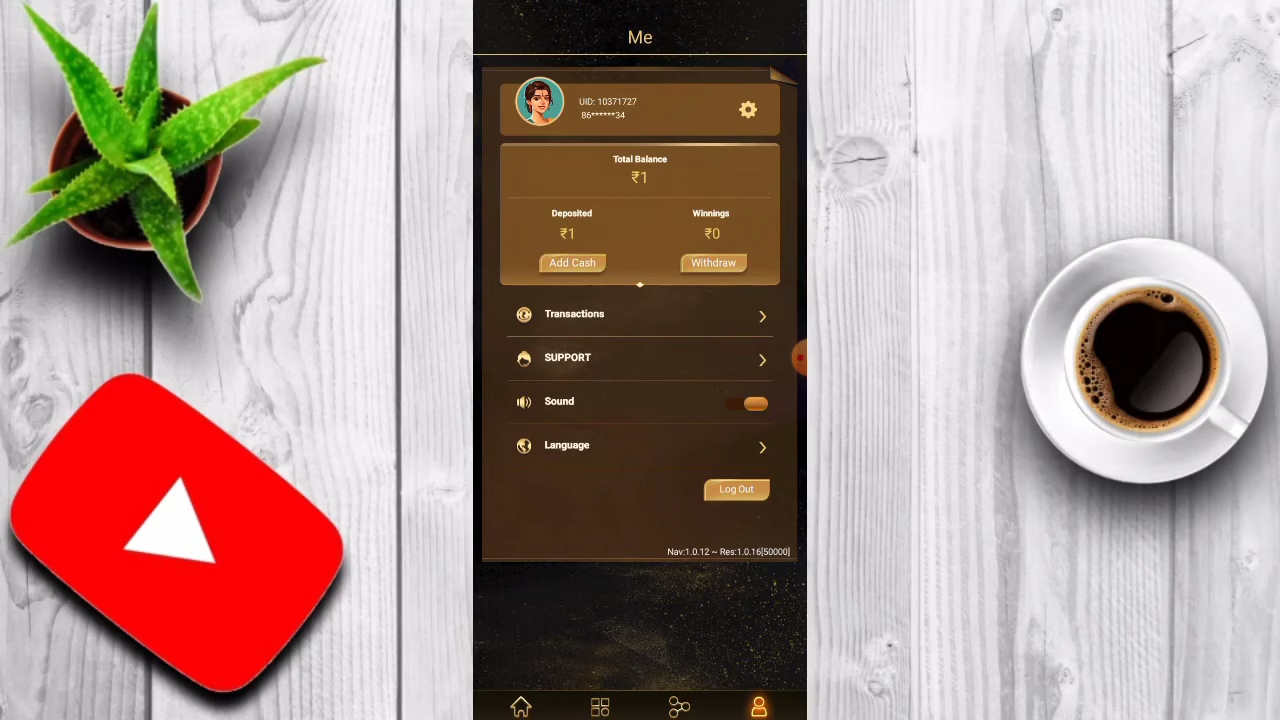 Me
UID: 10371727
86******34
Total Balance
₹1
Deposited
Winnings
₹1
₹0
Add Cash
Withdraw
Transactions
SUPPORT
Sound
Language
Log Out
Nav:1.0.12 ~ Res:1.0.16[50000]